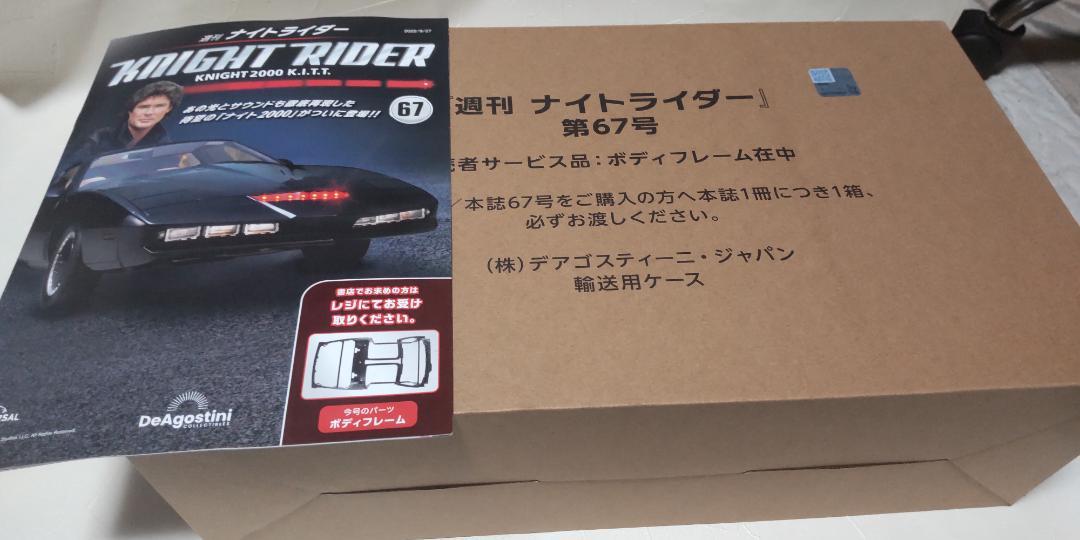 週刊 ナイトライダー
KNIGHT RIDER
KNIGHT 2000 K.I.T.T.
あの光とサウンドも徹底再現した
待望の「ナイト2000」がついに登場!!
67
書店でお求めの方は
レジにてお受け
取りください。
今号のパーツ
ボディフレーム
DeAgostini
COLLECTIBLES
SAL
All Rights Reserved.
『週刊 ナイトライダー』
第67号
者サービス品:ボディフレーム在中
/本誌67号をご購入の方へ本誌1冊につき1箱、
必ずお渡しください。
(株)デアゴスティーニ・ジャパン
輸送用ケース